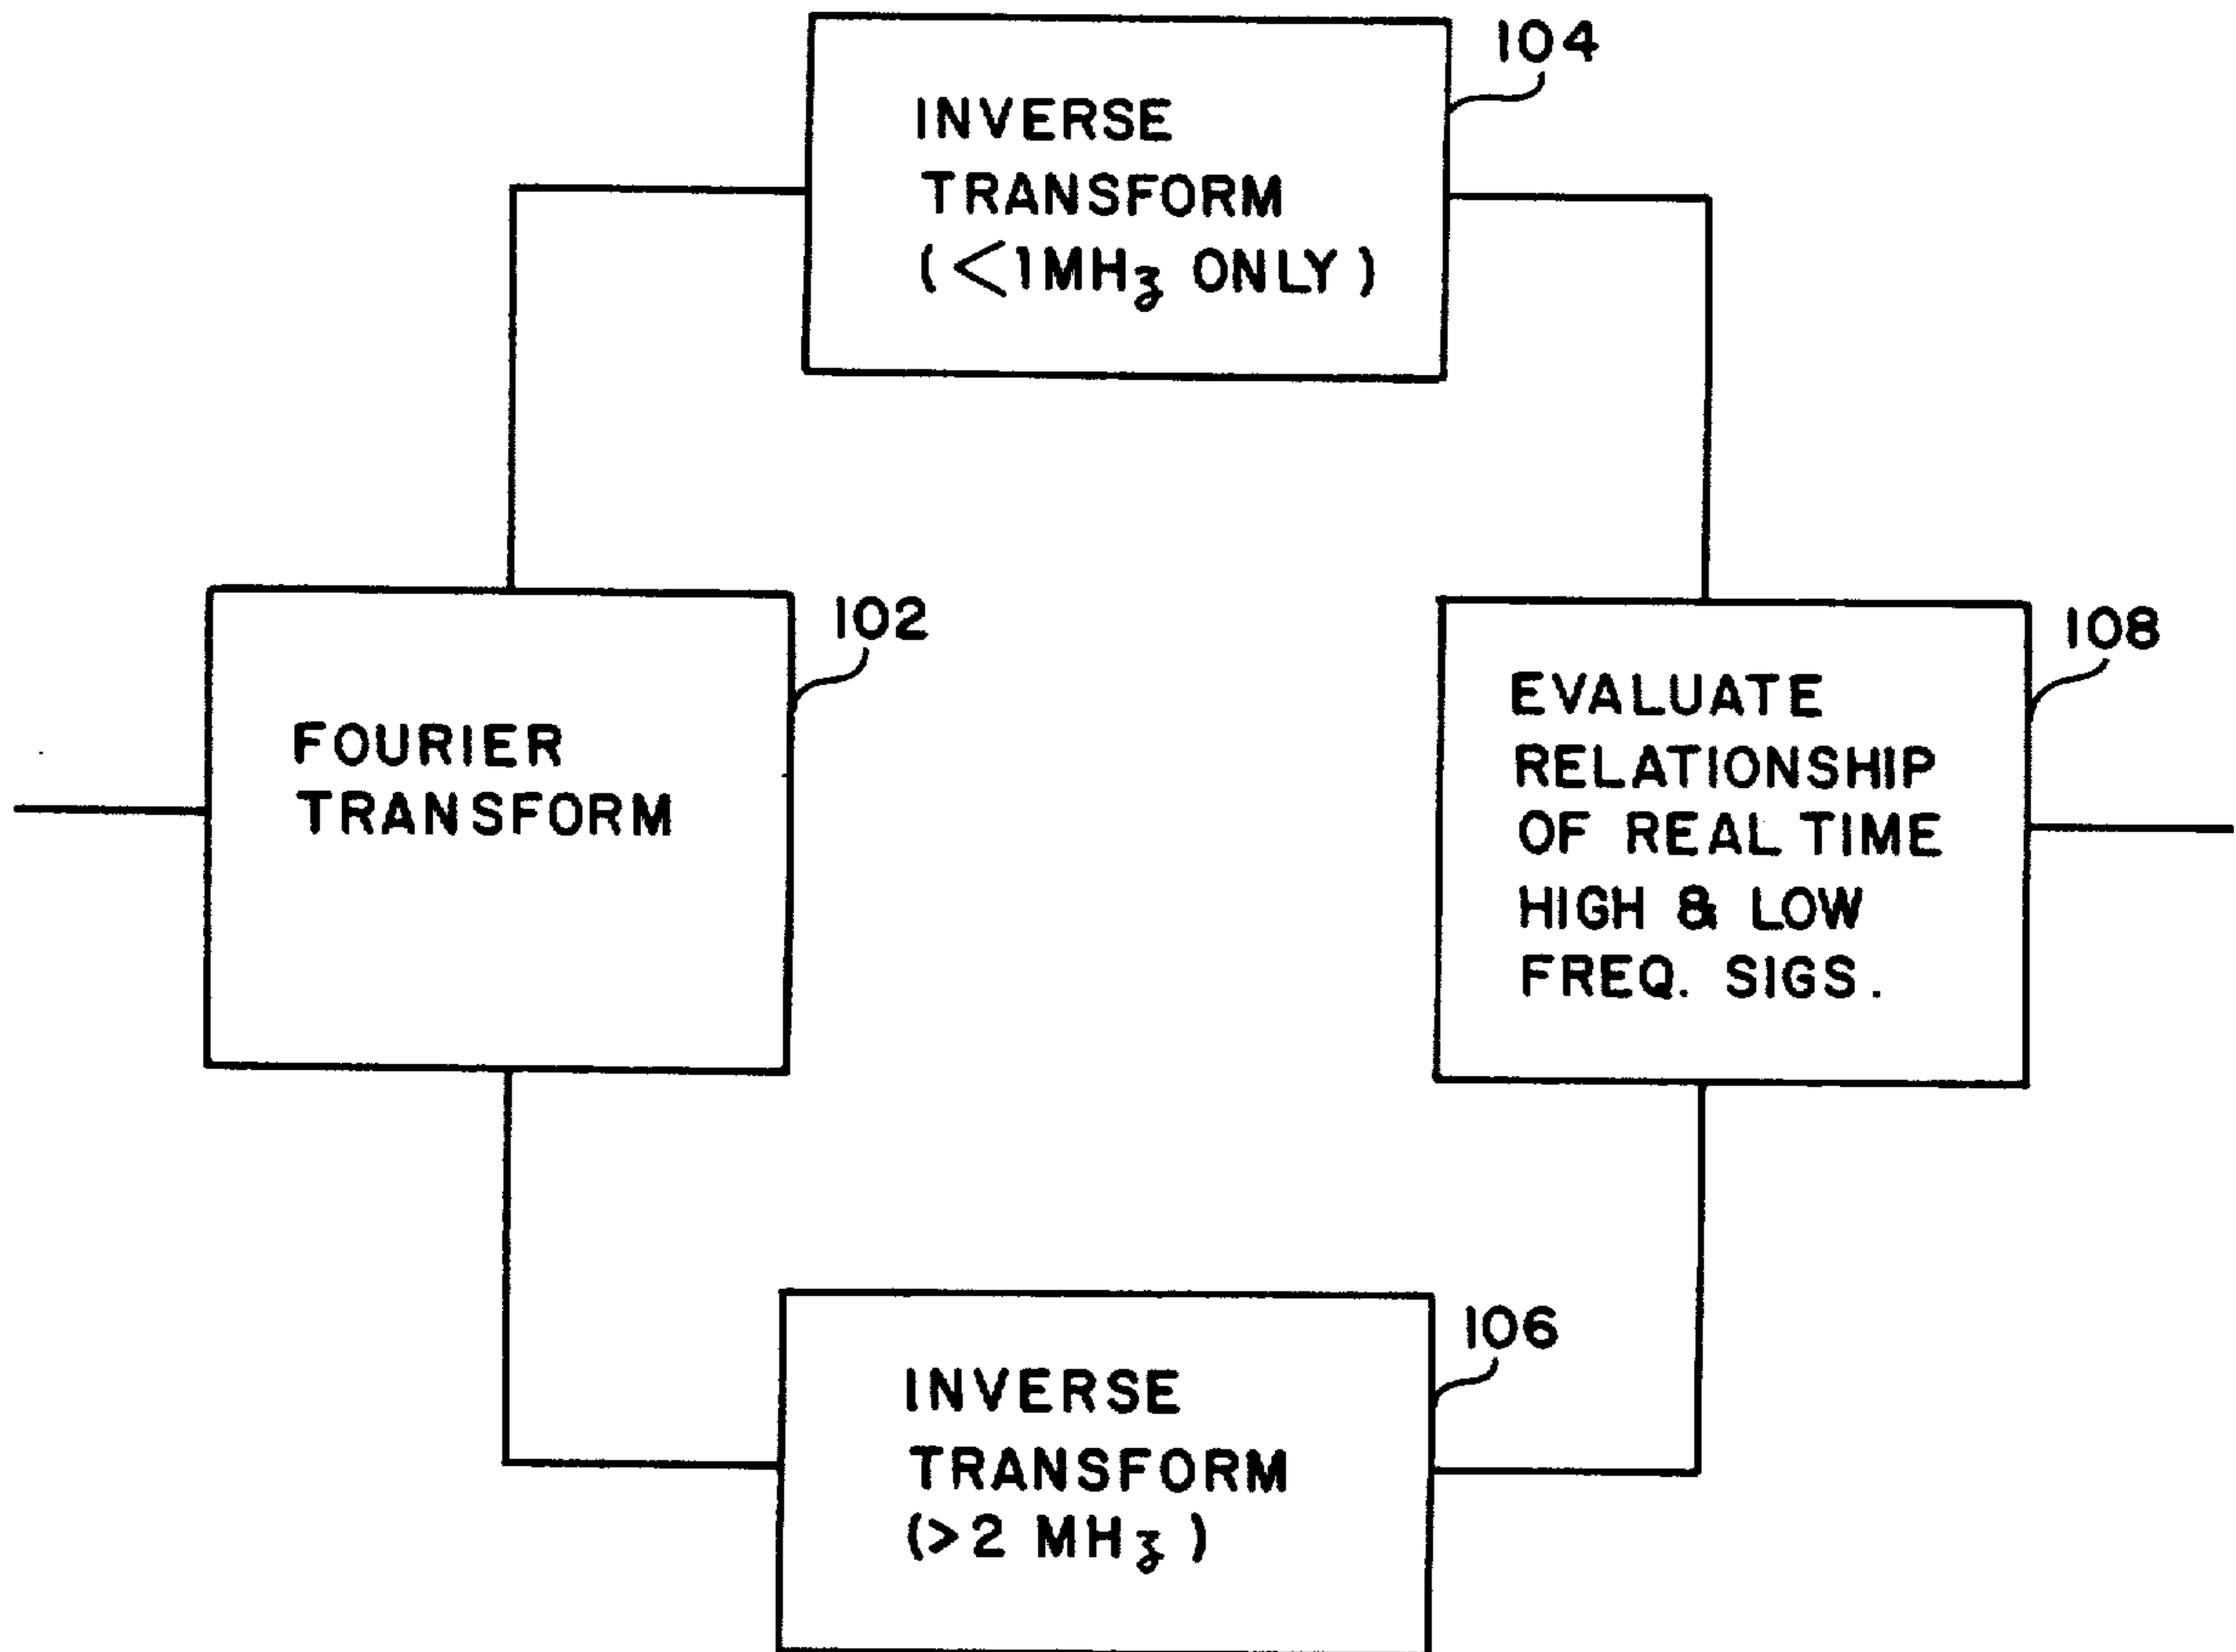 104
INVERSE
TRANSFORM
(<1MHz ONLY)
102
FOURIER
TRANSFORM
108
EVALUATE
RELATIONSHIP
OF REAL TIME
HIGH & LOW
FREQ. SIGS.
106
INVERSE
TRANSFORM
(>2 MHz)